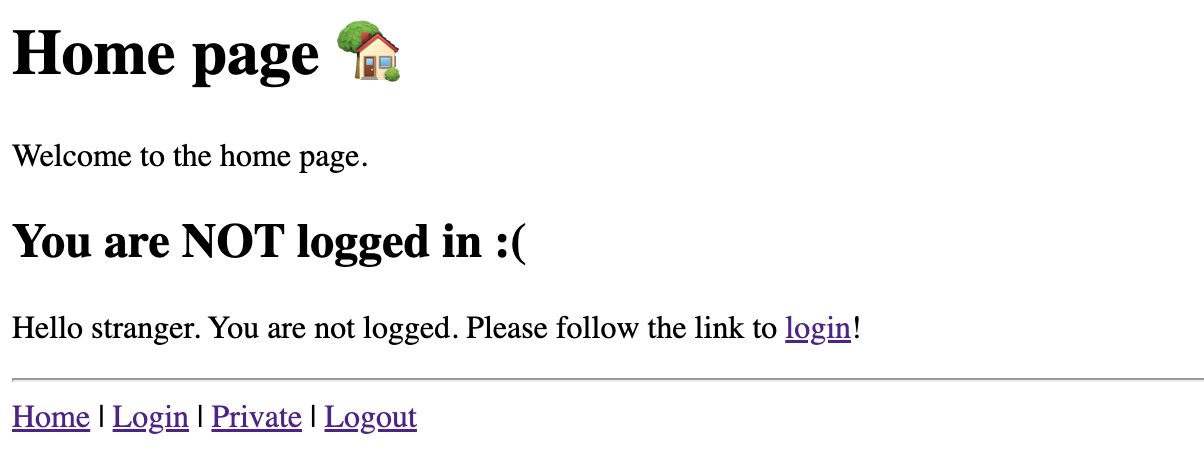 Home page 🏡
Welcome to the home page.
You are NOT logged in :(
Hello stranger. You are not logged. Please follow the link to login!
Home | Login | Private | Logout